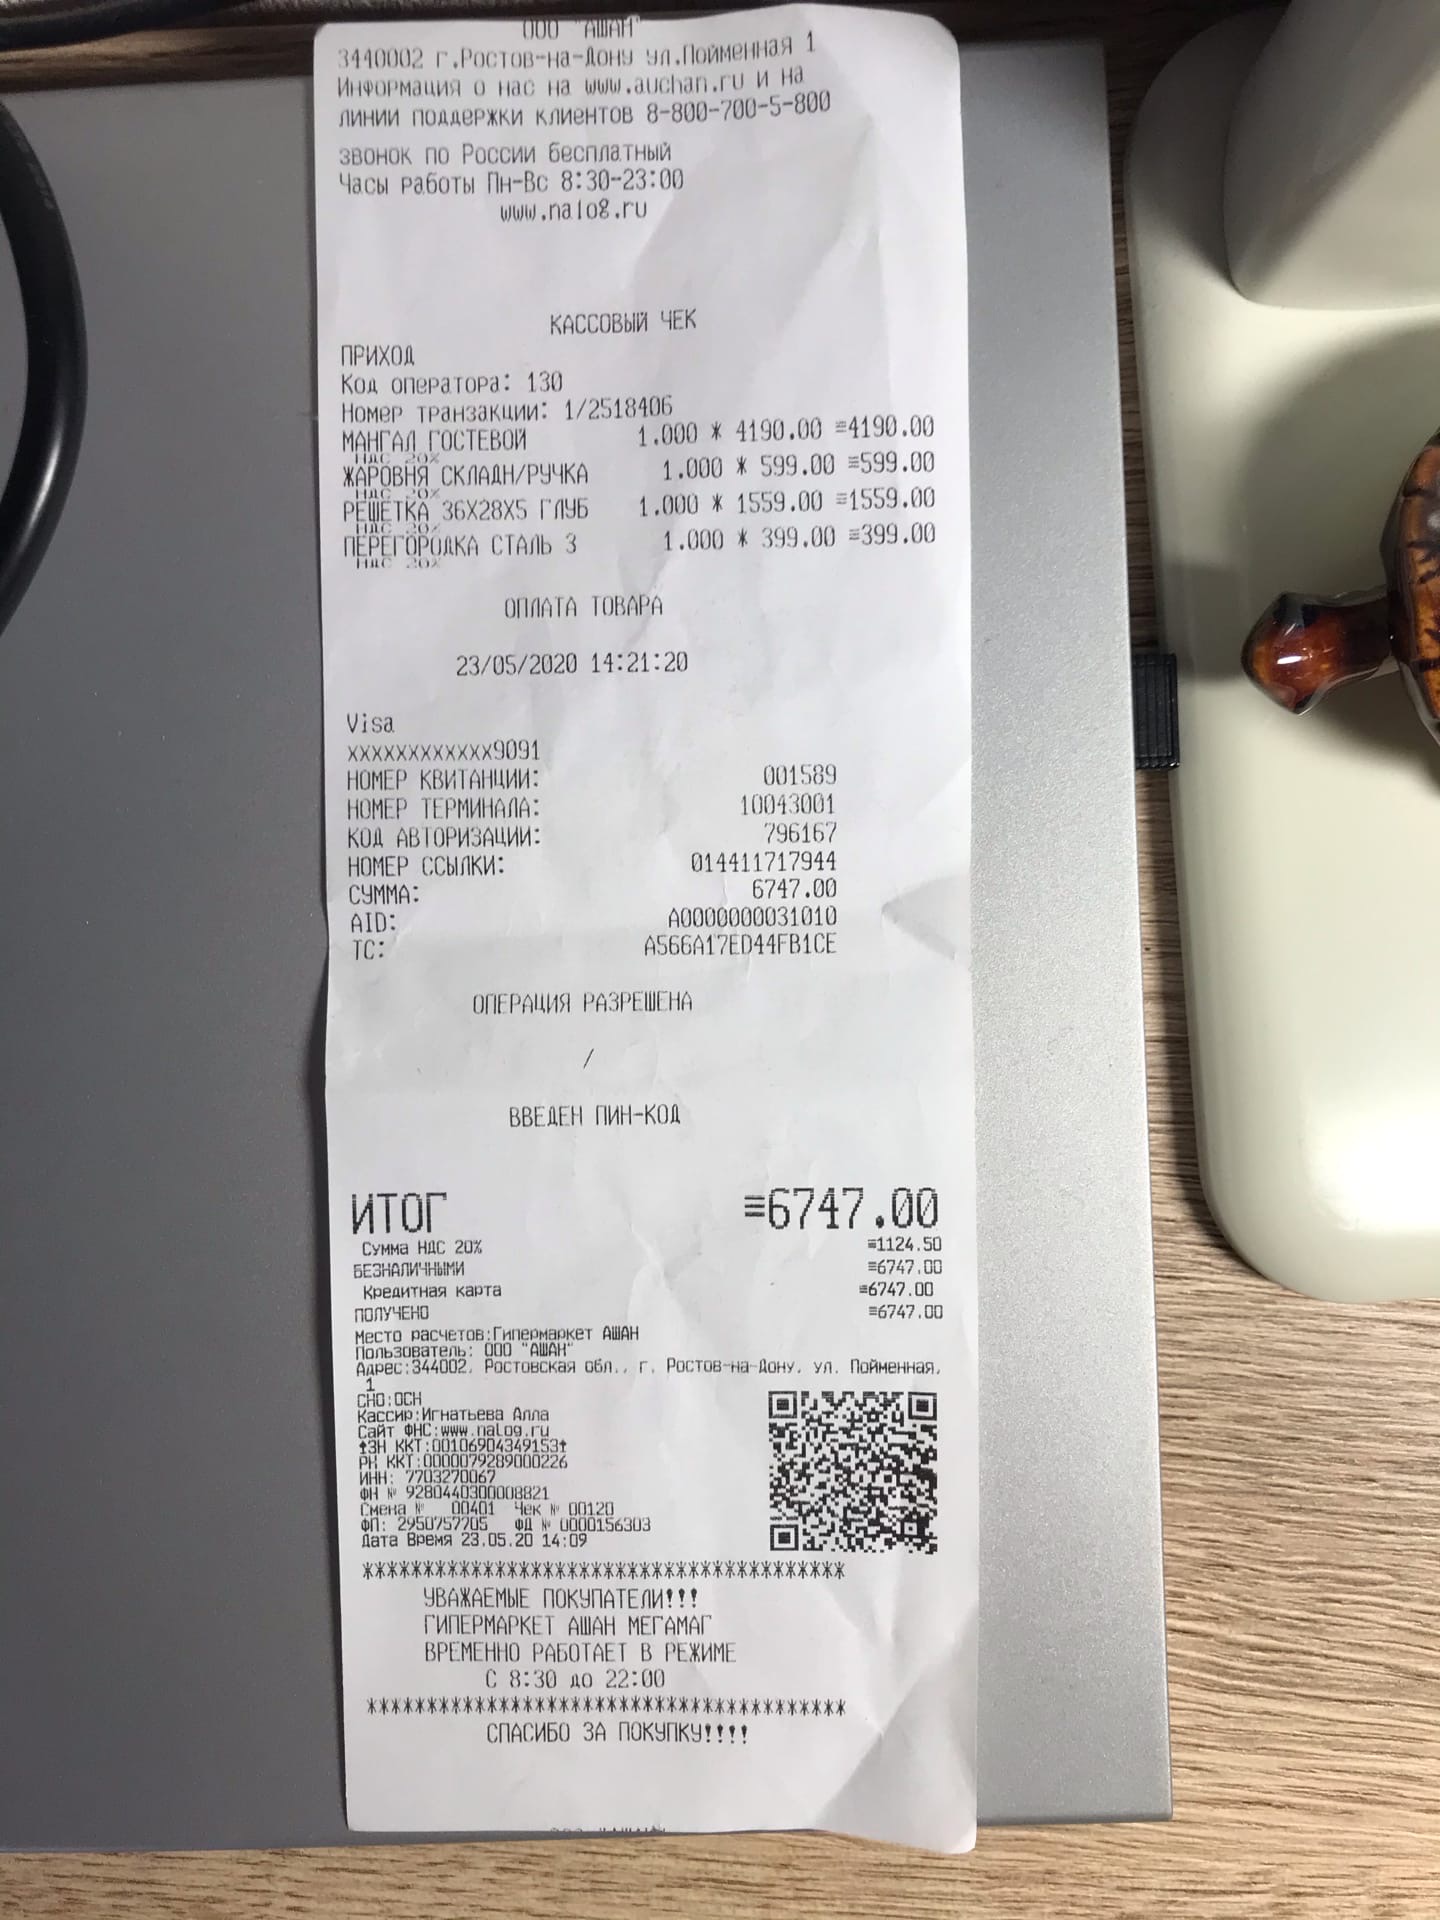 ООО "АШАН"
3440002 г.Ростов-на-Дону ул.Пойменная 1
Информация о нас на www.auchan.ru и на
линии поддержки клиентов 8-800-700-5-800
звонок по России бесплатный
Часы работы Пн-Вс 8:30-23:00
www.nalog.ru
КАССОВЫЙ ЧЕК
ПРИХОД
Код оператора: 130
Номер транзакции: 1/2518406
МАНГАЛ ГОСТЕВОЙ 1.000 * 4190.00 ≡4190.00
НДС 20%
ЖАРОВНЯ СКЛАДН/РУЧКА 1.000 * 599.00 ≡599.00
НДС 20%
РЕШЕТКА 36Х28Х5 ГЛУБ 1.000 * 1559.00 ≡1559.00
НДС 20%
ПЕРЕГОРОДКА СТАЛЬ 3 1.000 * 399.00 ≡399.00
НДС 20%
ОПЛАТА ТОВАРА
23/05/2020 14:21:20
Visa
xxxxxxxxxxxx9091
НОМЕР КВИТАНЦИИ: 001589
НОМЕР ТЕРМИНАЛА: 10043001
КОД АВТОРИЗАЦИИ: 796167
НОМЕР ССЫЛКИ: 014411717944
СУММА: 6747.00
AID: A0000000031010
TC: A566A17ED44FB1CE
ОПЕРАЦИЯ РАЗРЕШЕНА
/
ВВЕДЕН ПИН-КОД
ИТОГ ≡6747.00
Сумма НДС 20% ≡1124.50
БЕЗНАЛИЧНЫМИ ≡6747.00
Кредитная карта ≡6747.00
ПОЛУЧЕНО ≡6747.00
Место расчетов:Гипермаркет АШАН
Пользователь: ООО "АШАН"
Адрес:344002, Ростовская обл., г. Ростов-на-Дону, ул. Пойменная,
1
СНО:ОСН
Кассир:Игнатьева Алла
Сайт ФНС:www.nalog.ru
↑ЗН ККТ:00106904349153↑
РН ККТ:0000079289000226
ИНН: 7703270067
ФН № 9280440300008821
Смена № 00401 Чек № 00120
ФП: 2950757705 ФД № 0000156303
Дата Время 23.05.20 14:09
****************************************
УВАЖАЕМЫЕ ПОКУПАТЕЛИ!!!
ГИПЕРМАРКЕТ АШАН МЕГАМАГ
ВРЕМЕННО РАБОТАЕТ В РЕЖИМЕ
С 8:30 до 22:00
****************************************
СПАСИБО ЗА ПОКУПКУ!!!!